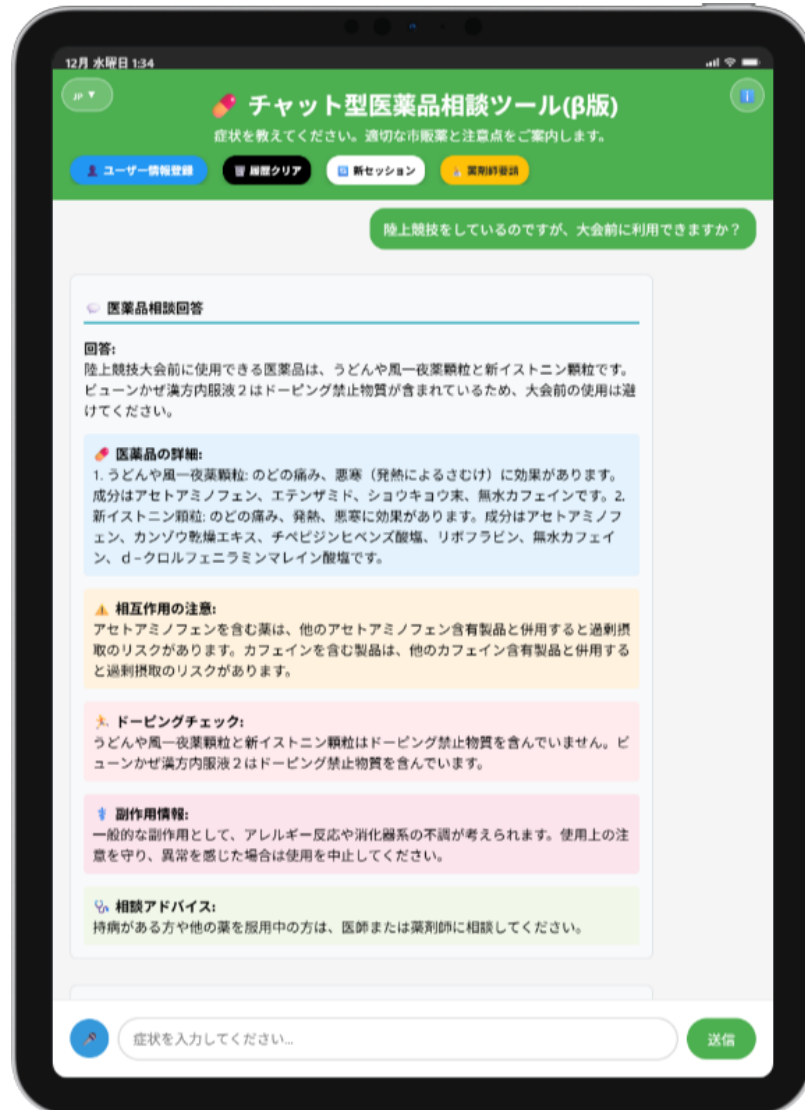 12月 水曜日 1:34
JP ▼
チャット型医薬品相談ツール(β版)
症状を教えてください。適切な市販薬と注意点をご案内します。
ユーザー情報登録
履歴クリア
新セッション
薬剤師要請
陸上競技をしているのですが、大会前に利用できますか？
医薬品相談回答
回答:
陸上競技大会前に使用できる医薬品は、うどんや風一夜薬顆粒と新イストニン顆粒です。
ビューンかぜ漢方内服液２はドーピング禁止物質が含まれているため、大会前の使用は避
けてください。
医薬品の詳細:
1. うどんや風一夜薬顆粒: のどの痛み、悪寒（発熱によるさむけ）に効果があります。
成分はアセトアミノフェン、エテンザミド、ショウキョウ末、無水カフェインです。2.
新イストニン顆粒: のどの痛み、発熱、悪寒に効果があります。成分はアセトアミノフ
ェン、カンゾウ乾燥エキス、チペピジンヒベンズ酸塩、リボフラビン、無水カフェイ
ン、ｄ−クロルフェニラミンマレイン酸塩です。
相互作用の注意:
アセトアミノフェンを含む薬は、他のアセトアミノフェン含有製品と併用すると過剰摂
取のリスクがあります。カフェインを含む製品は、他のカフェイン含有製品と併用する
と過剰摂取のリスクがあります。
ドーピングチェック:
うどんや風一夜薬顆粒と新イストニン顆粒はドーピング禁止物質を含んでいません。ビ
ューンかぜ漢方内服液２はドーピング禁止物質を含んでいます。
副作用情報:
一般的な副作用として、アレルギー反応や消化器系の不調が考えられます。使用上の注
意を守り、異常を感じた場合は使用を中止してください。
相談アドバイス:
持病がある方や他の薬を服用中の方は、医師または薬剤師に相談してください。
症状を入力してください...
送信